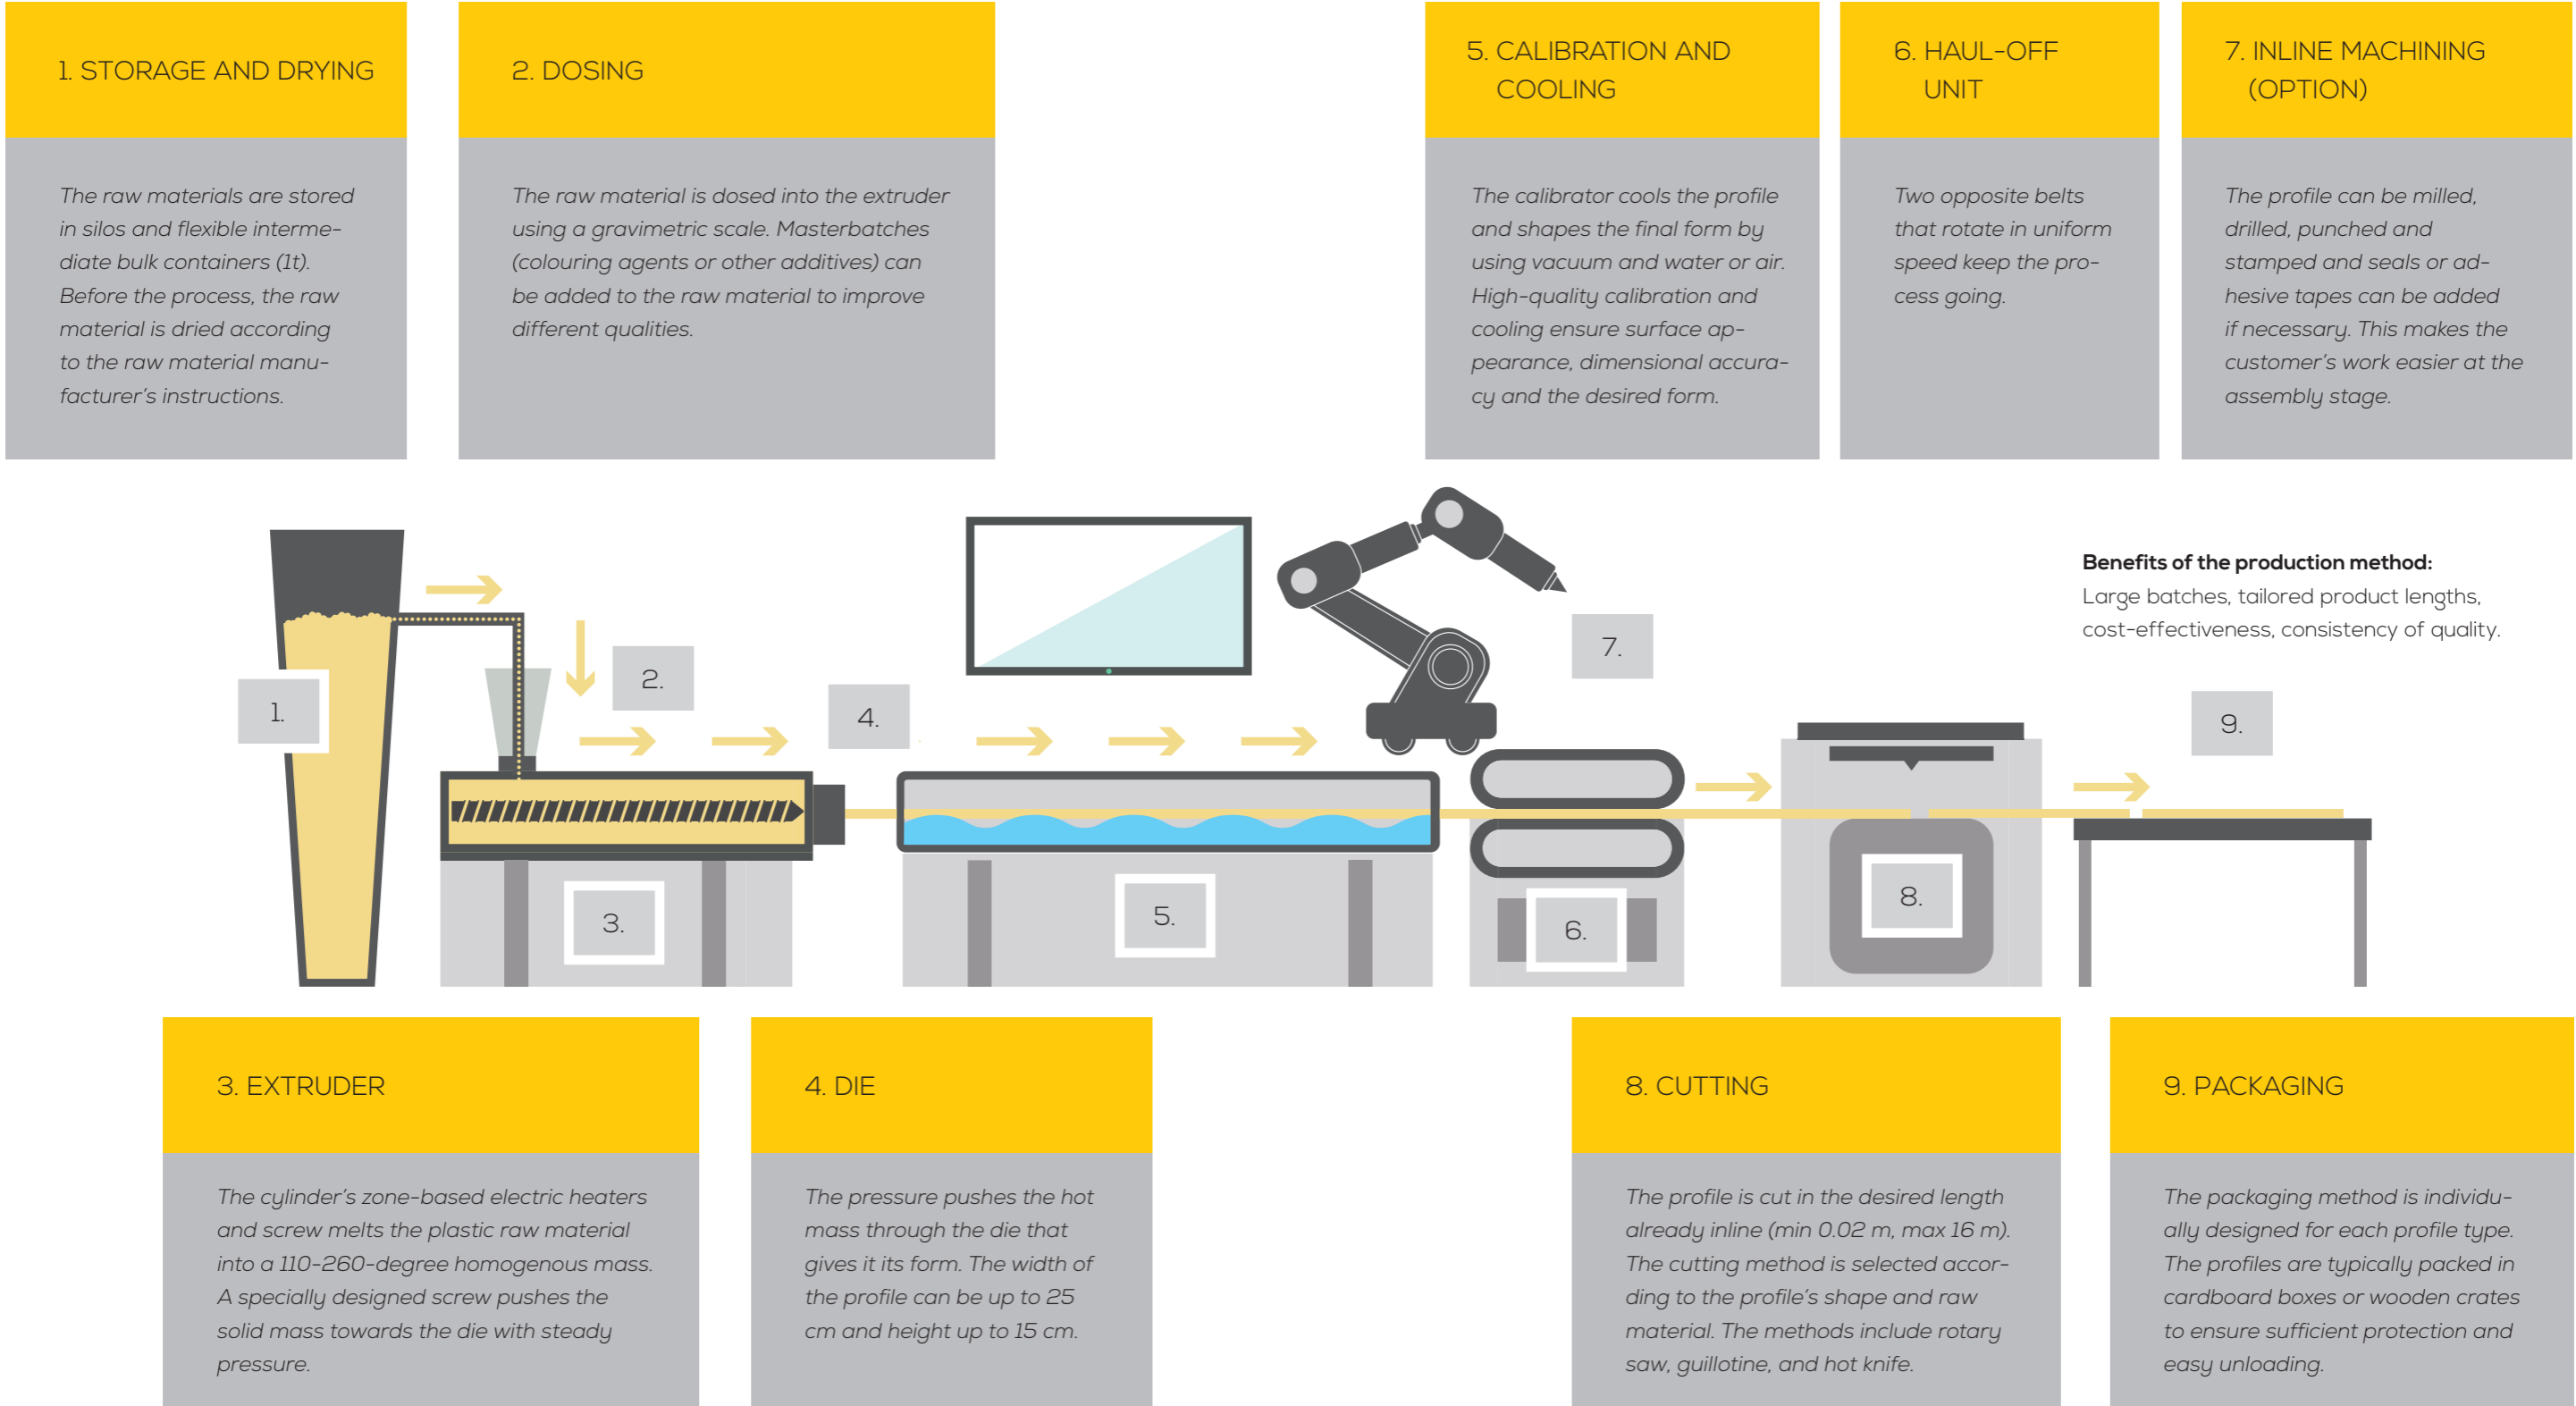 1. STORAGE AND DRYING
The raw materials are stored
in silos and flexible interme-
diate bulk containers (1t).
Before the process, the raw
material is dried according
to the raw material manu-
facturer's instructions.
2. DOSING
The raw material is dosed into the extruder
using a gravimetric scale. Masterbatches
(colouring agents or other additives) can
be added to the raw material to improve
different qualities.
5. CALIBRATION AND
COOLING
The calibrator cools the profile
and shapes the final form by
using vacuum and water or air.
High-quality calibration and
cooling ensure surface ap-
pearance, dimensional accura-
cy and the desired form.
6. HAUL-OFF
UNIT
Two opposite belts
that rotate in uniform
speed keep the pro-
cess going.
7. INLINE MACHINING
(OPTION)
The profile can be milled,
drilled, punched and
stamped and seals or ad-
hesive tapes can be added
if necessary. This makes the
customer's work easier at the
assembly stage.
Benefits of the production method:
Large batches, tailored product lengths,
cost-effectiveness, consistency of quality.
1.
2.
3.
4.
5.
6.
7.
8.
9.
3. EXTRUDER
The cylinder's zone-based electric heaters
and screw melts the plastic raw material
into a 110-260-degree homogenous mass.
A specially designed screw pushes the
solid mass towards the die with steady
pressure.
4. DIE
The pressure pushes the hot
mass through the die that
gives it its form. The width of
the profile can be up to 25
cm and height up to 15 cm.
8. CUTTING
The profile is cut in the desired length
already inline (min 0.02 m, max 16 m).
The cutting method is selected accor-
ding to the profile's shape and raw
material. The methods include rotary
saw, guillotine, and hot knife.
9. PACKAGING
The packaging method is individu-
ally designed for each profile type.
The profiles are typically packed in
cardboard boxes or wooden crates
to ensure sufficient protection and
easy unloading.